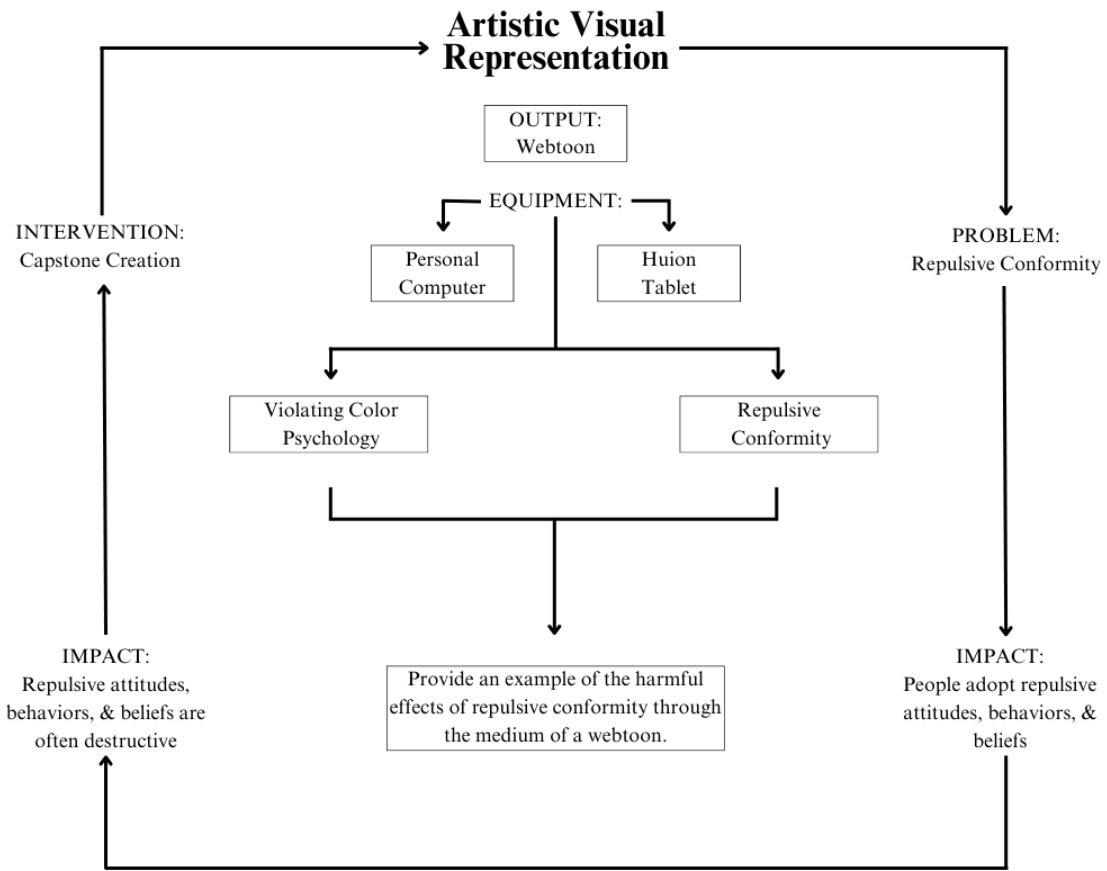 Artistic Visual
Representation
OUTPUT:
Webtoon
EQUIPMENT:
Personal
Computer
Huion
Tablet
INTERVENTION:
Capstone Creation
PROBLEM:
Repulsive Conformity
Violating Color
Psychology
Repulsive
Conformity
IMPACT:
Repulsive attitudes,
behaviors, & beliefs are
often destructive
Provide an example of the harmful
effects of repulsive conformity through
the medium of a webtoon.
IMPACT:
People adopt repulsive
attitudes, behaviors, &
beliefs